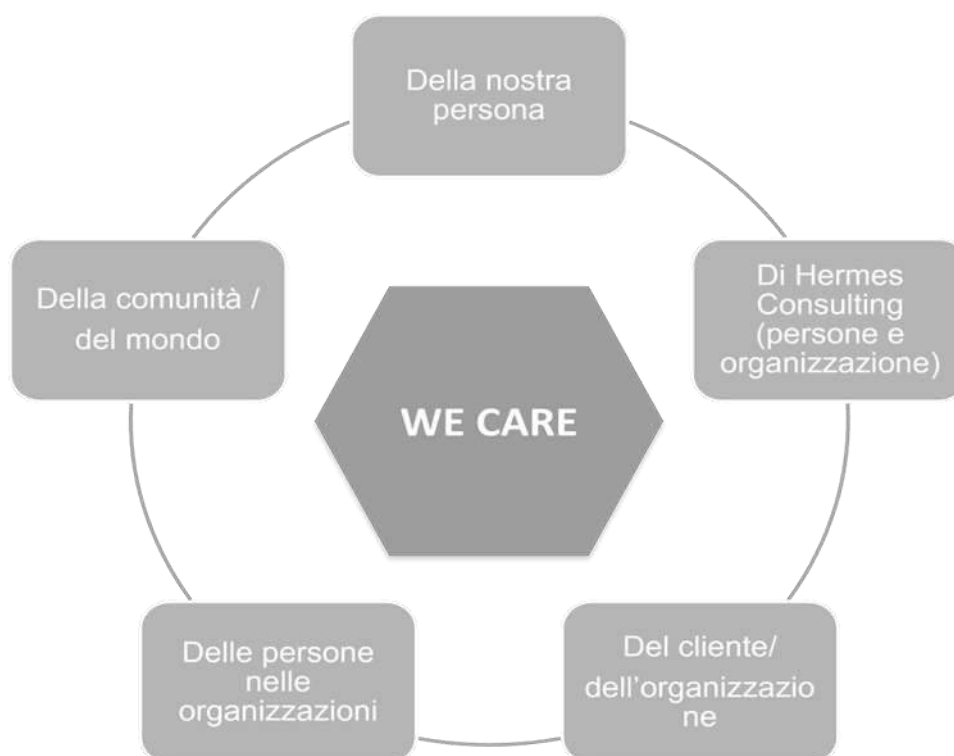 Della nostra
persona
Di Hermes
Consulting
(persone e
organizzazione)
Del cliente/
dell'organizzazio
ne
Delle persone
nelle
organizzazioni
Della comunità /
del mondo
WE CARE